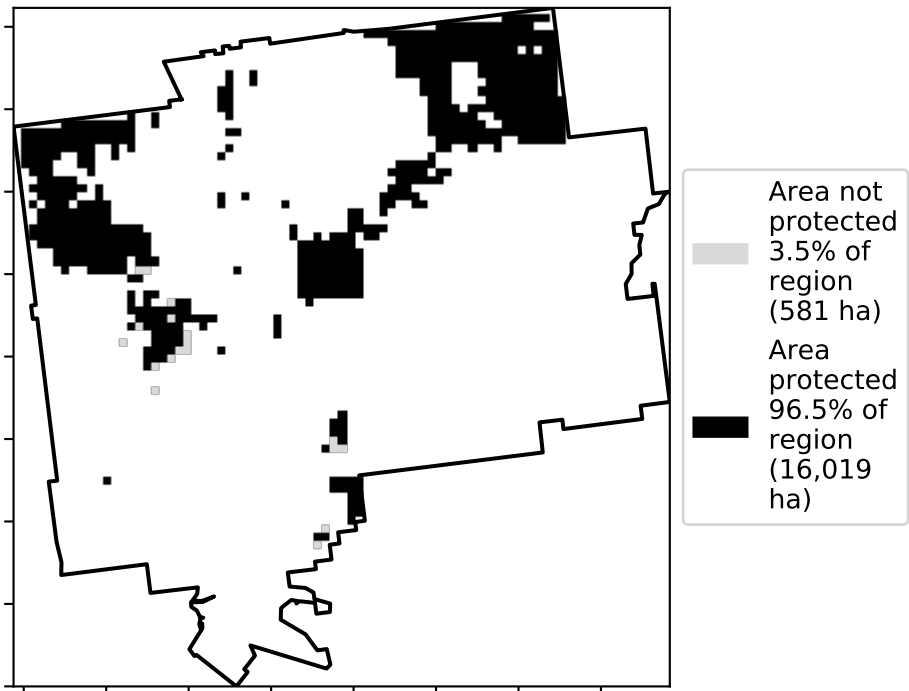 Area not
protected
3.5% of
region
(581 ha)
Area
protected
96.5% of
region
(16,019
ha)